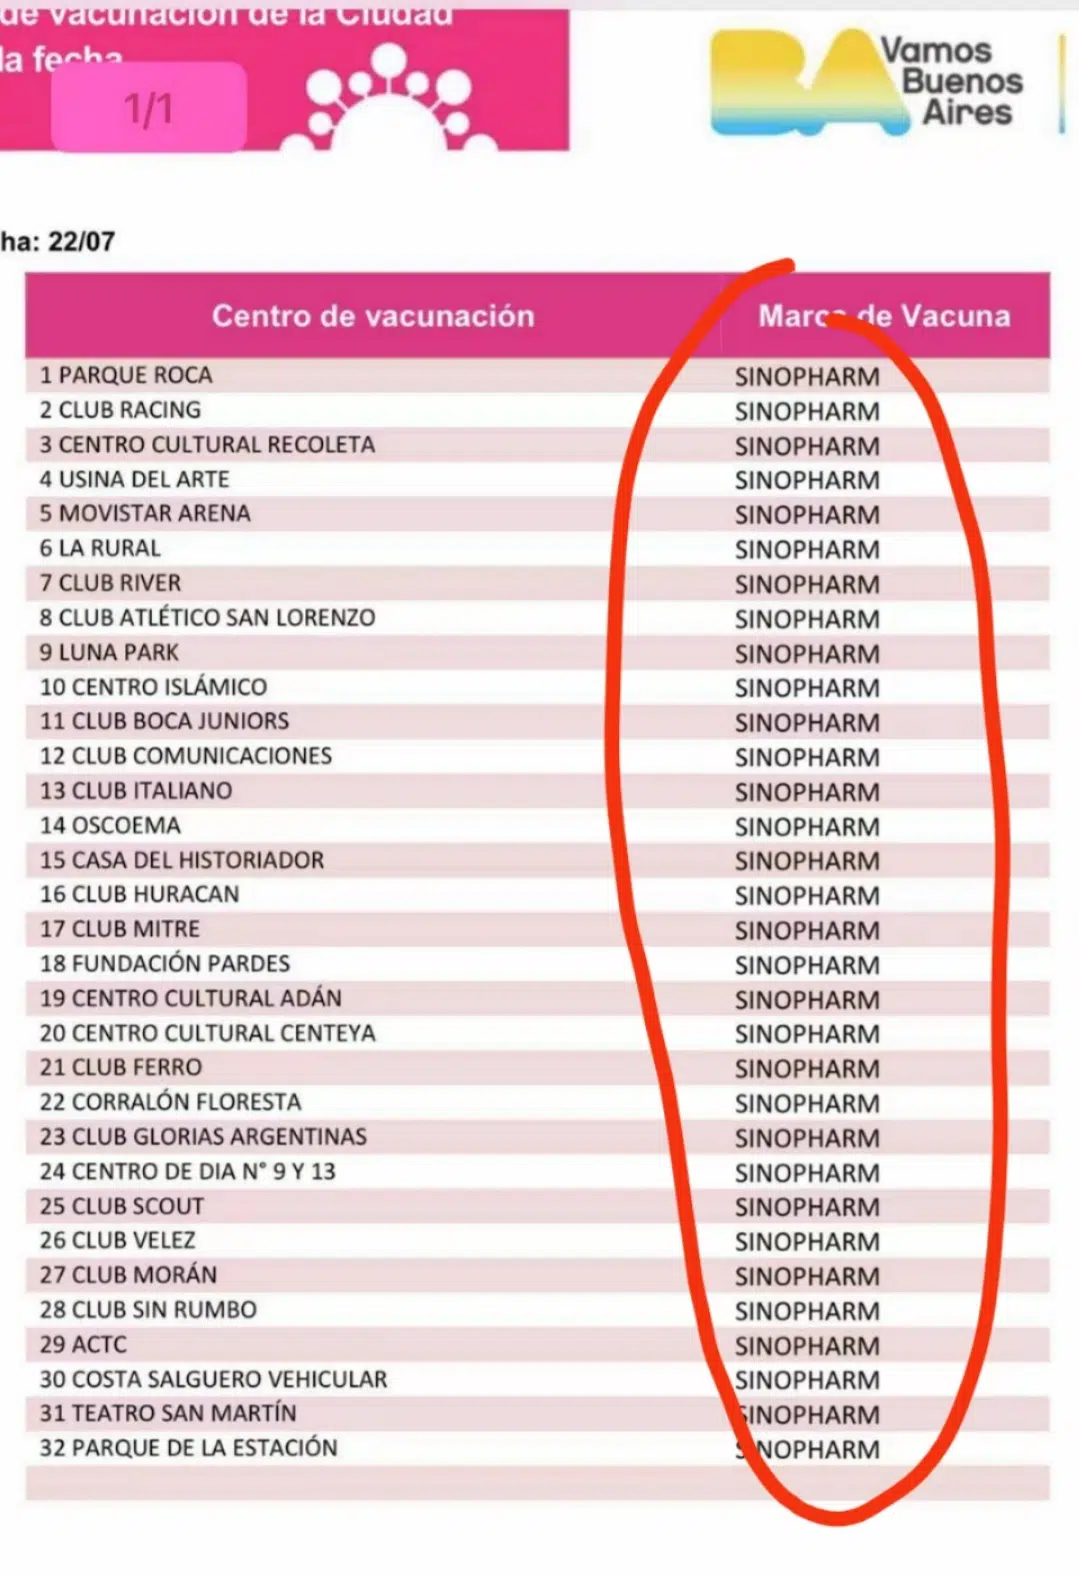 de vacunación de la Ciudad
la fecha
1/1
Vamos
Buenos
Aires
BA
ha: 22/07
Centro de vacunación Marca de Vacuna
1 PARQUE ROCA SINOPHARM
2 CLUB RACING SINOPHARM
3 CENTRO CULTURAL RECOLETA SINOPHARM
4 USINA DEL ARTE SINOPHARM
5 MOVISTAR ARENA SINOPHARM
6 LA RURAL SINOPHARM
7 CLUB RIVER SINOPHARM
8 CLUB ATLÉTICO SAN LORENZO SINOPHARM
9 LUNA PARK SINOPHARM
10 CENTRO ISLÁMICO SINOPHARM
11 CLUB BOCA JUNIORS SINOPHARM
12 CLUB COMUNICACIONES SINOPHARM
13 CLUB ITALIANO SINOPHARM
14 OSCOEMA SINOPHARM
15 CASA DEL HISTORIADOR SINOPHARM
16 CLUB HURACAN SINOPHARM
17 CLUB MITRE SINOPHARM
18 FUNDACIÓN PARDES SINOPHARM
19 CENTRO CULTURAL ADÁN SINOPHARM
20 CENTRO CULTURAL CENTEYA SINOPHARM
21 CLUB FERRO SINOPHARM
22 CORRALÓN FLORESTA SINOPHARM
23 CLUB GLORIAS ARGENTINAS SINOPHARM
24 CENTRO DE DIA N° 9 Y 13 SINOPHARM
25 CLUB SCOUT SINOPHARM
26 CLUB VELEZ SINOPHARM
27 CLUB MORÁN SINOPHARM
28 CLUB SIN RUMBO SINOPHARM
29 ACTC SINOPHARM
30 COSTA SALGUERO VEHICULAR SINOPHARM
31 TEATRO SAN MARTÍN SINOPHARM
32 PARQUE DE LA ESTACIÓN SINOPHARM